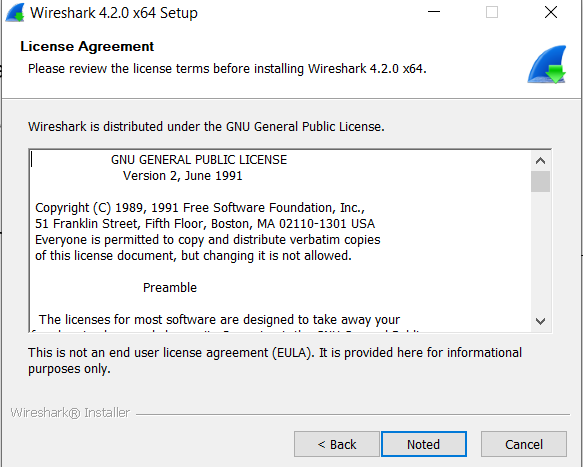 Wireshark 4.2.0 x64 Setup
License Agreement
Please review the license terms before installing Wireshark 4.2.0 x64.
Wireshark is distributed under the GNU General Public License.
GNU GENERAL PUBLIC LICENSE
Version 2, June 1991
Copyright (C) 1989, 1991 Free Software Foundation, Inc.,
51 Franklin Street, Fifth Floor, Boston, MA 02110-1301 USA
Everyone is permitted to copy and distribute verbatim copies
of this license document, but changing it is not allowed.
Preamble
The licenses for most software are designed to take away your
This is not an end user license agreement (EULA). It is provided here for informational
purposes only.
Wireshark® Installer
< Back
Noted
Cancel